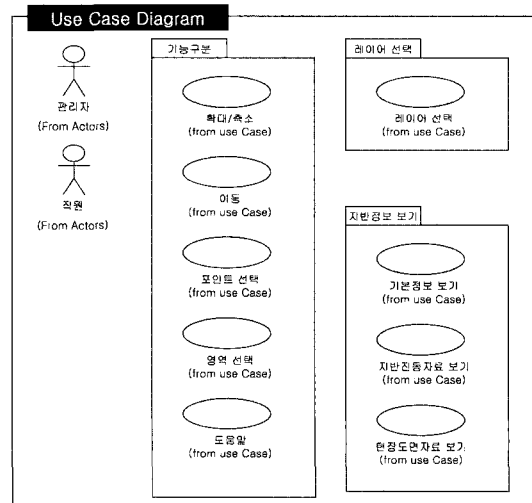 Use Case Diagram
관리자
(From Actors)
직원
(From Actors)
기능구분
확대/축소
(from use Case)
이동
(from use Case)
포인트 선택
(from use Case)
영역 선택
(from use Case)
도움말
(from use Case)
레이어 선택
레이어 선택
(from use Case)
지반정보 보기
기본정보 보기
(from use Case)
지반진동자료 보기
(from use Case)
현장도면자료 보기
(from use Case)